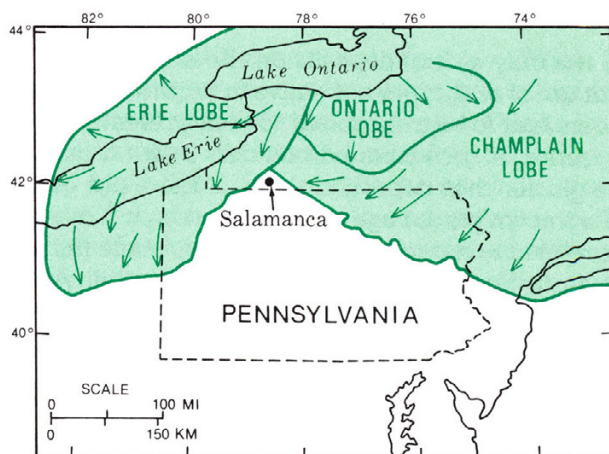 82°
80°
78°
76°
74°
44°
Lake Ontario
ERIE LOBE
ONTARIO
LOBE
CHAMPLAIN
LOBE
Lake Erie
42°
Salamanca
PENNSYLVANIA
40°
SCALE
0 100 MI
0 150 KM